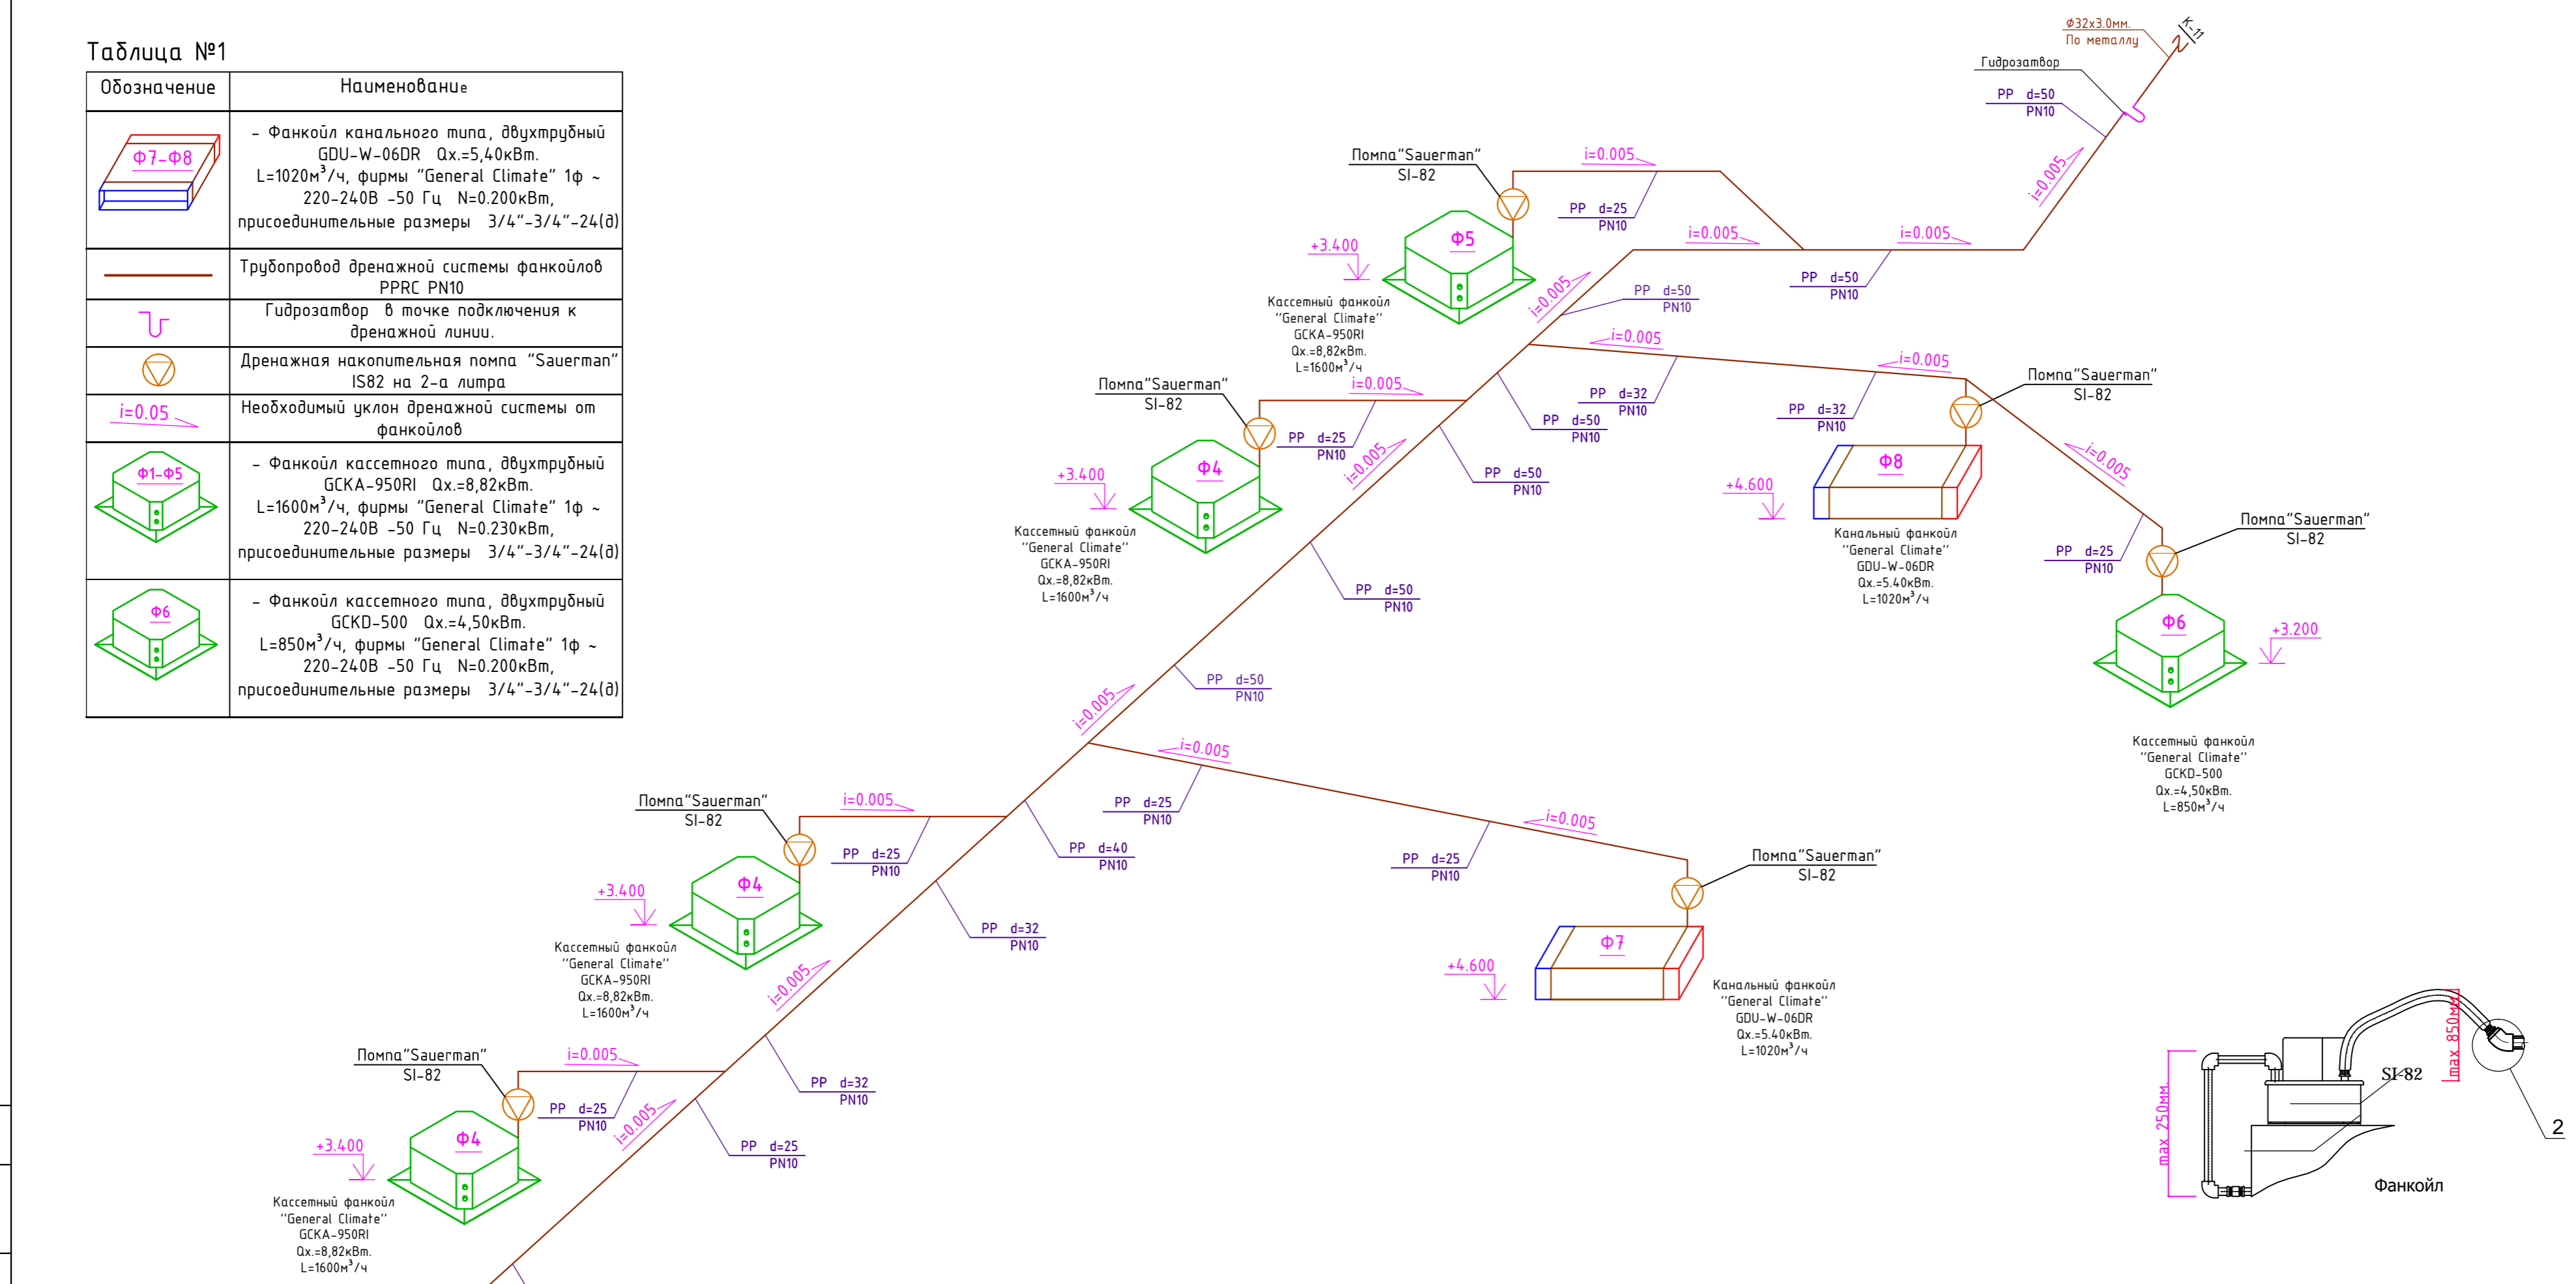 Таблица №1
Обозначение
Наименование
Ф7-Ф8
- Фанкойл канального типа, двухтрубный
GDU-W-06DR Qх.=5,40кВт.
L=1020м³/ч, фирмы "General Climate" 1ф ~
220-240В -50 Гц N=0.200кВт,
присоединительные размеры 3/4"-3/4"-24(д)
Трубопровод дренажной системы фанкойлов
PPRC PN10
Гидрозатвор в точке подключения к
дренажной линии.
Дренажная накопительная помпа "Sauerman"
IS82 на 2-а литра
i=0.05
Необходимый уклон дренажной системы от
фанкойлов
Ф1-Ф5
- Фанкойл кассетного типа, двухтрубный
GCKA-950RI Qх.=8,82кВт.
L=1600м³/ч, фирмы "General Climate" 1ф ~
220-240В -50 Гц N=0.230кВт,
присоединительные размеры 3/4"-3/4"-24(д)
Ф6
- Фанкойл кассетного типа, двухтрубный
GCKD-500 Qх.=4,50кВт.
L=850м³/ч, фирмы "General Climate" 1ф ~
220-240В -50 Гц N=0.200кВт,
присоединительные размеры 3/4"-3/4"-24(д)
Ф32х3.0мм.
По металлу
К-11
Гидрозатвор
PP d=50
PN10
i=0.005
Помпа"Sauerman"
SI-82
i=0.005
PP d=25
PN10
Ф5
+3.400
Кассетный фанкойл
"General Climate"
GCKA-950RI
Qх.=8,82кВт.
L=1600м³/ч
i=0.005
i=0.005
PP d=50
PN10
i=0.005
PP d=50
PN10
i=0.005
i=0.005
PP d=32
PN10
PP d=32
PN10
Помпа"Sauerman"
SI-82
Ф8
+4.600
Канальный фанкойл
"General Climate"
GDU-W-06DR
Qх.=5.40кВт.
L=1020м³/ч
i=0.005
PP d=25
PN10
Помпа"Sauerman"
SI-82
Ф6
+3.200
Кассетный фанкойл
"General Climate"
GCKD-500
Qх.=4,50кВт.
L=850м³/ч
Помпа"Sauerman"
SI-82
i=0.005
PP d=25
PN10
Ф4
+3.400
Кассетный фанкойл
"General Climate"
GCKA-950RI
Qх.=8,82кВт.
L=1600м³/ч
PP d=50
PN10
i=0.005
PP d=50
PN10
PP d=50
PN10
PP d=50
PN10
i=0.005
i=0.005
PP d=25
PN10
i=0.005
PP d=25
PN10
Помпа"Sauerman"
SI-82
Ф7
+4.600
Канальный фанкойл
"General Climate"
GDU-W-06DR
Qх.=5.40кВт.
L=1020м³/ч
Помпа"Sauerman"
SI-82
i=0.005
PP d=25
PN10
PP d=40
PN10
Ф4
+3.400
Кассетный фанкойл
"General Climate"
GCKA-950RI
Qх.=8,82кВт.
L=1600м³/ч
PP d=32
PN10
i=0.005
PP d=32
PN10
Помпа"Sauerman"
SI-82
i=0.005
PP d=25
PN10
i=0.005
PP d=25
PN10
Ф4
+3.400
Кассетный фанкойл
"General Climate"
GCKA-950RI
Qх.=8,82кВт.
L=1600м³/ч
max 850мм.
max 250мм.
SI-82
2
Фанкойл